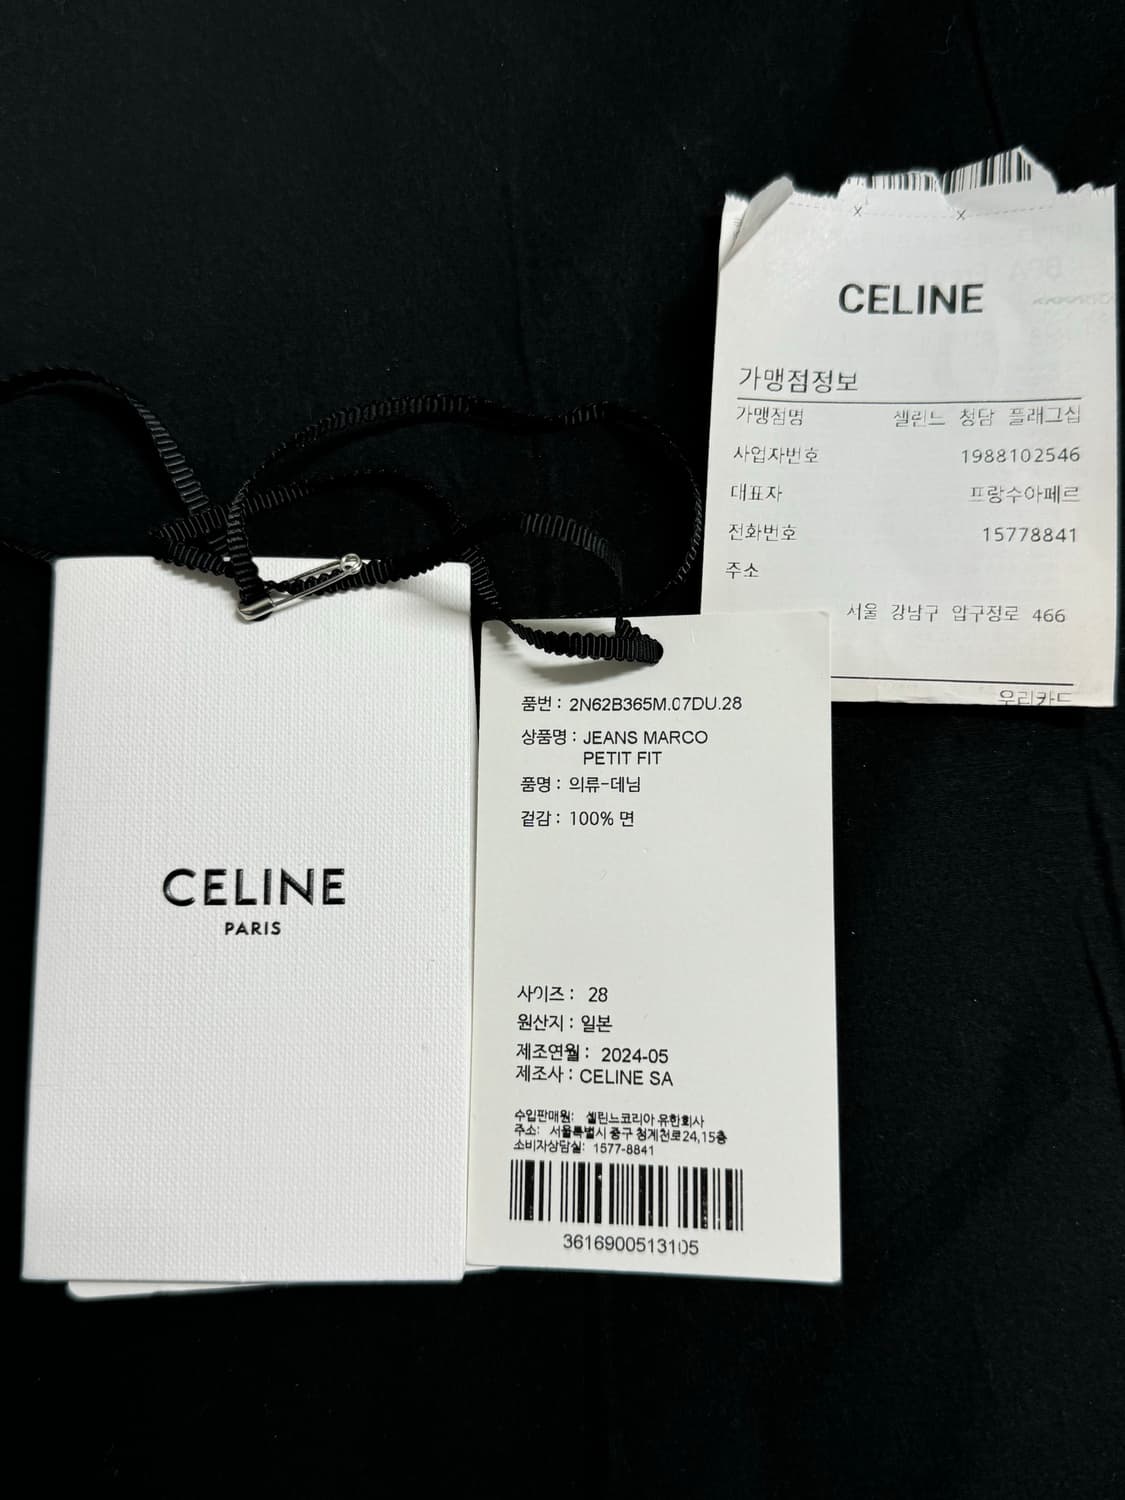 CELINE
PARIS
품번 : 2N62B365M.07DU.28
상품명 : JEANS MARCO
PETIT FIT
품명 : 의류-데님
겉감 : 100% 면
사이즈 : 28
원산지 : 일본
제조연월 : 2024-05
제조사 : CELINE SA
수입판매원: 셀린느코리아 유한회사
주소: 서울특별시 중구 청계천로24,15층
소비자상담실: 1577-8841
3616900513105
CELINE
가맹점정보
가맹점명 셀린느 청담 플래그십
사업자번호 1988102546
대표자 프랑수아페르
전화번호 15778841
주소
서울 강남구 압구정로 466
우리카드